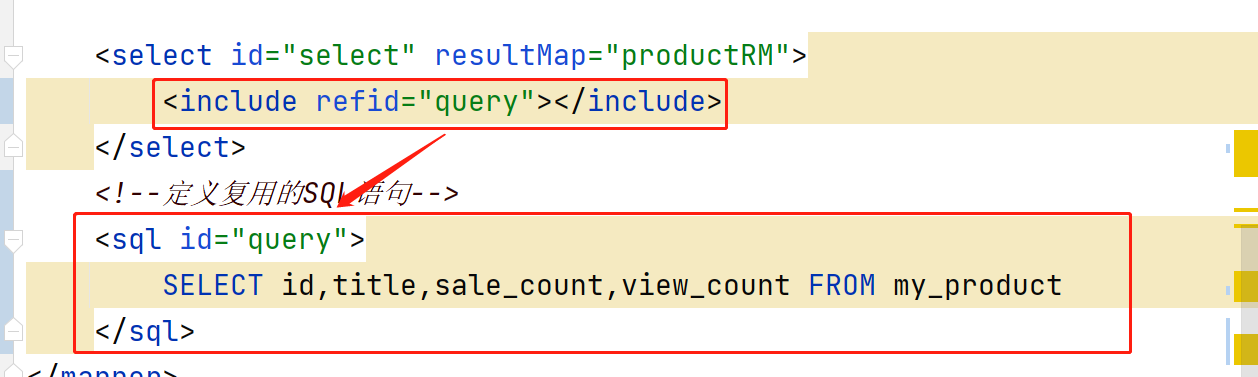 <select id="select" resultMap="productRM">
<include refid="query"></include>
</select>
<!--定义复用的SQL语句-->
<sql id="query">
SELECT id,title,sale_count,view_count FROM my_product
</sql>
</mapper>